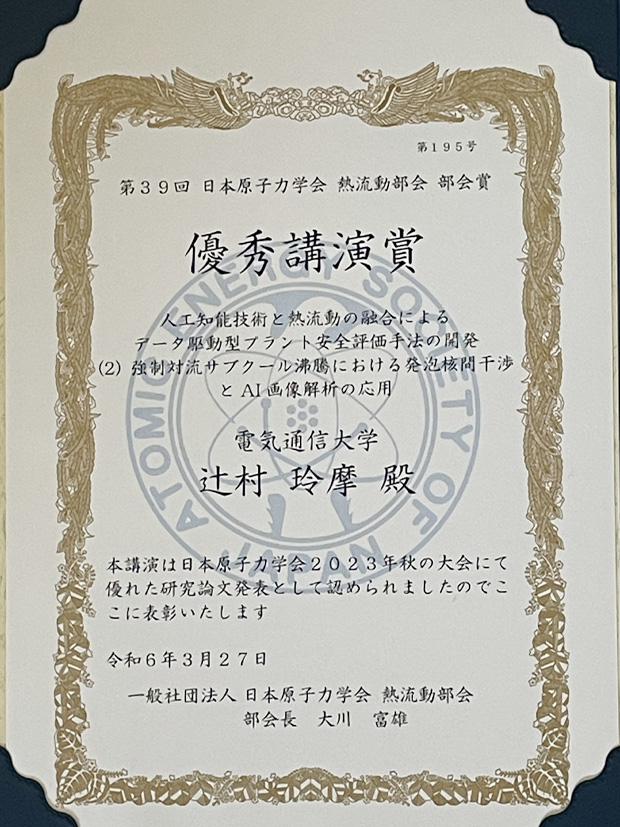 第195号
第39回 日本原子力学会 熱流動部会 部会賞
優秀講演賞
人工知能技術と熱流動の融合による
データ駆動型プラント安全評価手法の開発
(2) 強制対流サブクール沸騰における発泡核間干渉
と AI 画像解析の応用
電気通信大学
辻村 玲摩 殿
本講演は日本原子力学会2023年秋の大会にて
優れた研究論文発表として認められましたのでこ
こに表彰いたします
令和6年3月27日
一般社団法人 日本原子力学会 熱流動部会
部会長 大川 富雄
ATOMIC ENERGY SOCIETY OF JAPAN